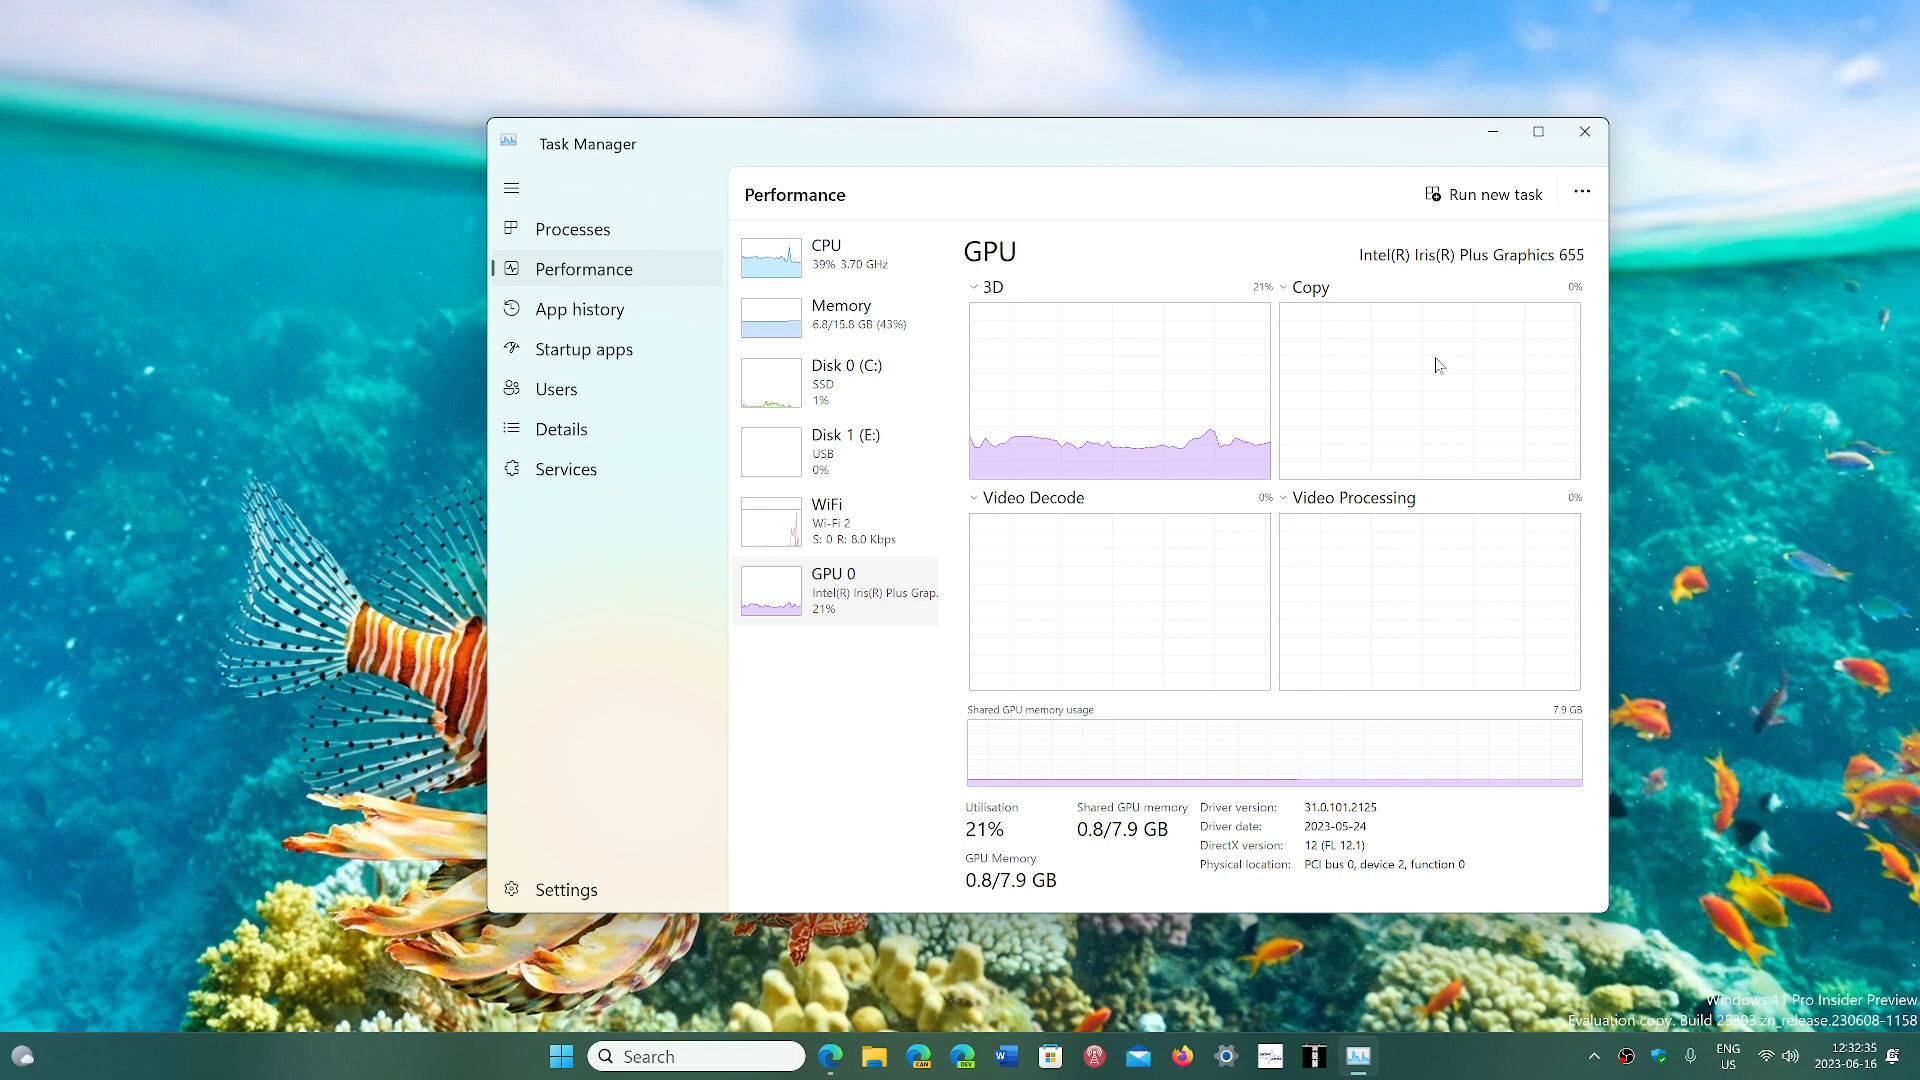 Task Manager
Performance
Run new task
Processes
Performance
App history
Startup apps
Users
Details
Services
Settings
CPU
39% 3.70 GHz
Memory
6.8/15.8 GB (43%)
Disk 0 (C:)
SSD
1%
Disk 1 (E:)
USB
0%
WiFi
Wi-Fi 2
S: 0 R: 8.0 Kbps
GPU 0
Intel(R) Iris(R) Plus Grap.
21%
GPU
Intel(R) Iris(R) Plus Graphics 655
3D 21%
Copy 0%
Video Decode 0%
Video Processing 0%
Shared GPU memory usage 7.9 GB
Utilisation
21%
Shared GPU memory
0.8/7.9 GB
GPU Memory
0.8/7.9 GB
Driver version: 31.0.101.2125
Driver date: 2023-05-24
DirectX version: 12 (FL 12.1)
Physical location: PCI bus 0, device 2, function 0
Windows 11 Pro Insider Preview
Evaluation copy. Build 25393.zn_release.230608-1158
Search
CAN
DEV
W
ENG
US
12:32:35
2023-06-16